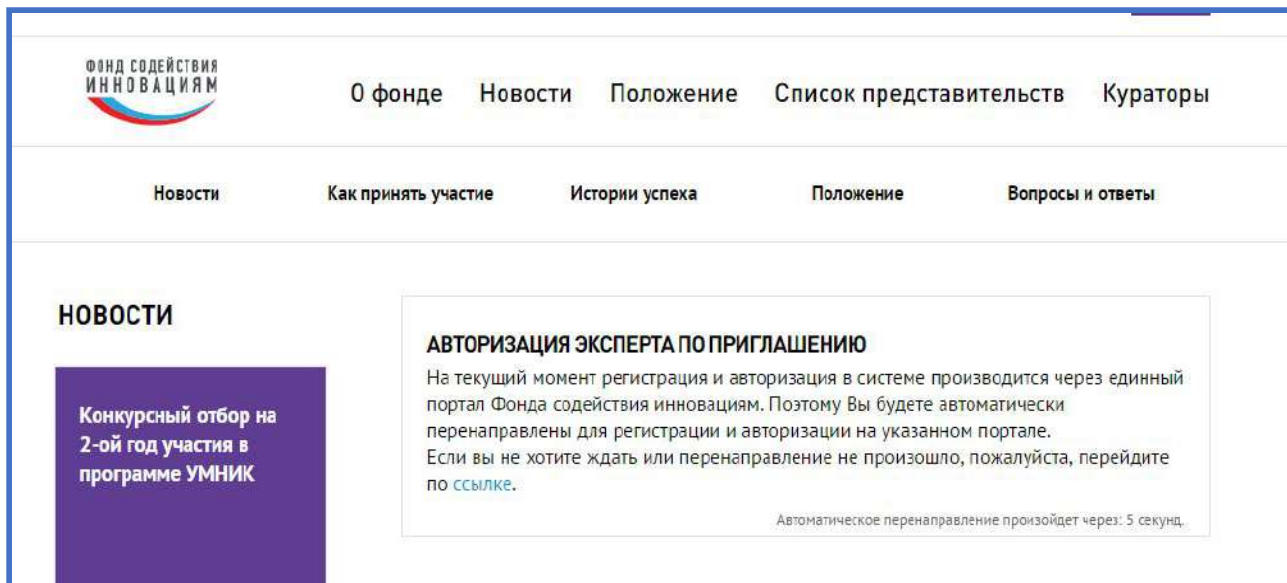 ФОНД СОДЕЙСТВИЯ
ИННОВАЦИЯМ
О фонде Новости Положение Список представительств Кураторы
Новости Как принять участие Истории успеха Положение Вопросы и ответы
НОВОСТИ
Конкурсный отбор на
2-ой год участия в
программе УМНИК
АВТОРИЗАЦИЯ ЭКСПЕРТА ПО ПРИГЛАШЕНИЮ
На текущий момент регистрация и авторизация в системе производится через единный
портал Фонда содействия инновациям. Поэтому Вы будете автоматически
перенаправлены для регистрации и авторизации на указанном портале.
Если вы не хотите ждать или перенаправление не произошло, пожалуйста, перейдите
по ссылке.
Автоматическое перенаправление произойдет через: 5 секунд.